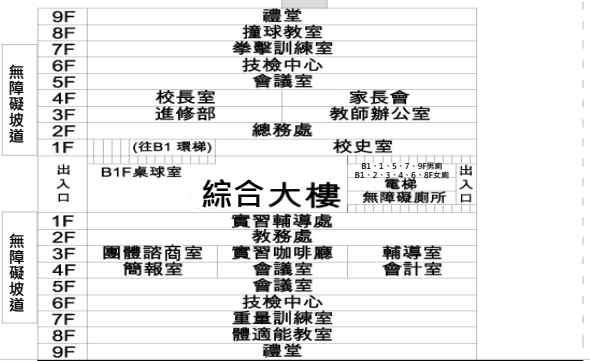 9F 禮堂
8F 撞球教室
7F 拳擊訓練室
6F 技檢中心
5F 會議室
4F 校長室 家長會
3F 進修部 教師辦公室
2F 總務處
1F (往B1 環梯) 校史室
無障礙坡道
出入口
B1F桌球室
綜合大樓
B1、1、5、7、9F男廁
B1、2、3、4、6、8F女廁
電梯
無障礙廁所
出入口
無障礙坡道
1F 實習輔導處
2F 教務處
3F 團體諮商室 實習咖啡廳 輔導室
4F 簡報室 會議室 會計室
5F 會議室
6F 技檢中心
7F 重量訓練室
8F 體適能教室
9F 禮堂